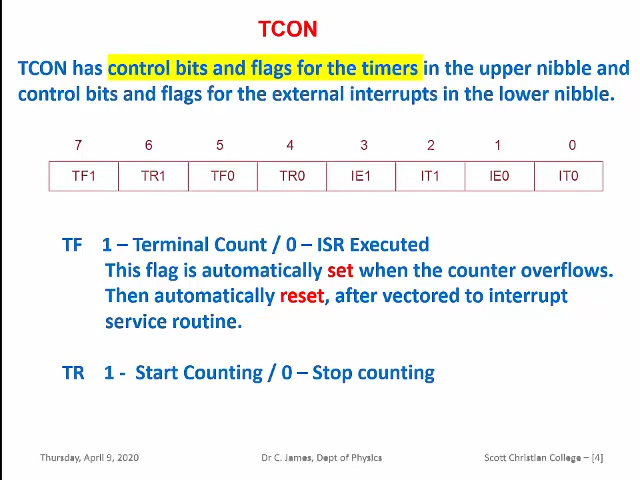 TCON
TCON has control bits and flags for the timers in the upper nibble and
control bits and flags for the external interrupts in the lower nibble.
7 6 5 4 3 2 1 0
TF1 TR1 TF0 TR0 IE1 IT1 IE0 IT0
TF 1 – Terminal Count / 0 – ISR Executed
This flag is automatically set when the counter overflows.
Then automatically reset, after vectored to interrupt
service routine.
TR 1 - Start Counting / 0 – Stop counting
Thursday, April 9, 2020 Dr C. James, Dept of Physics Scott Christian College – [4]